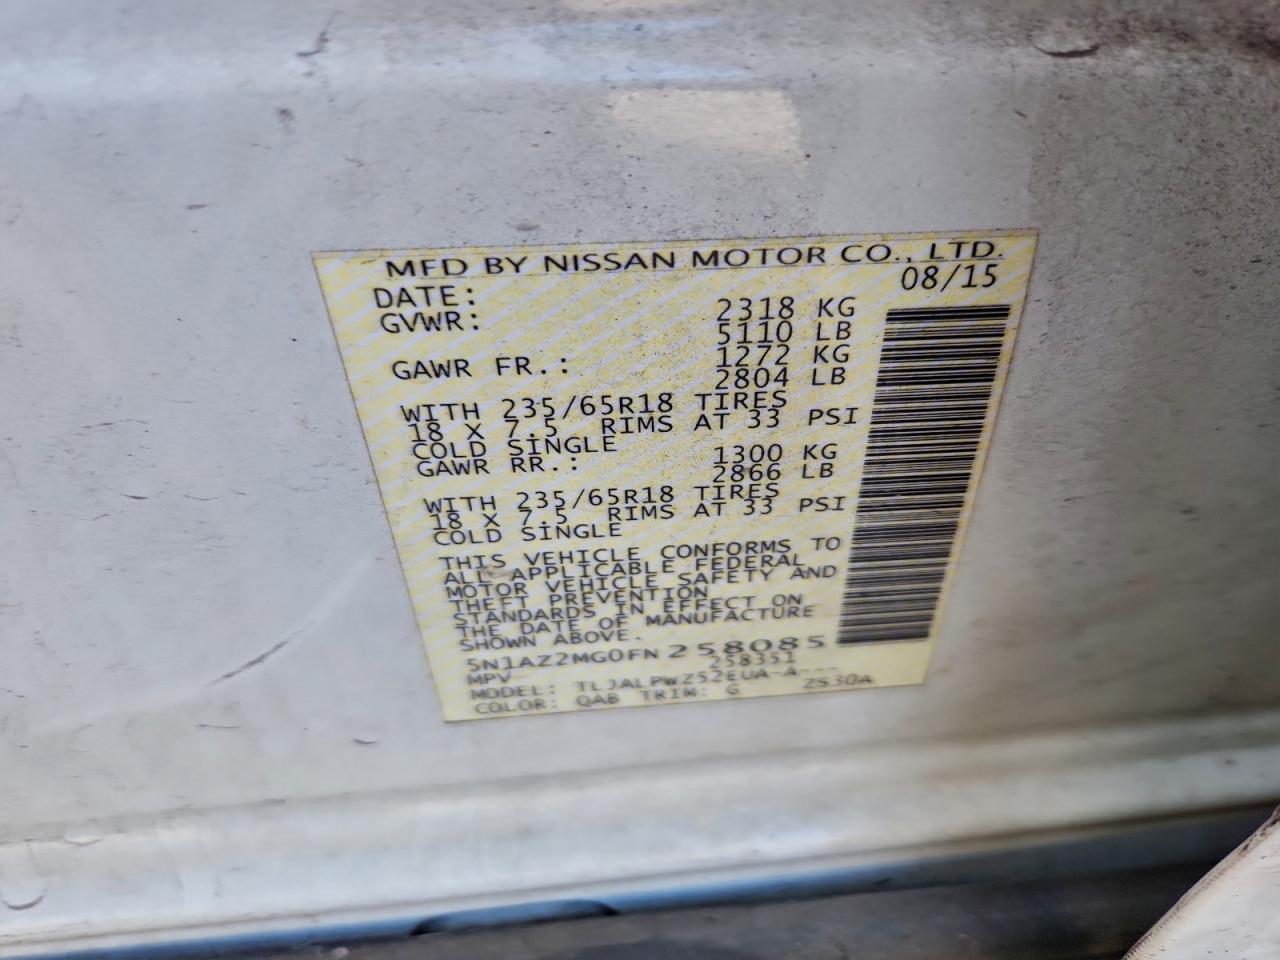 MFD BY NISSAN MOTOR CO., LTD.
DATE: 08/15
GVWR: 2318 KG
5110 LB
GAWR FR.: 1272 KG
2804 LB
WITH 235/65R18 TIRES
18 X 7.5 RIMS AT 33 PSI
COLD SINGLE
GAWR RR.: 1300 KG
2866 LB
WITH 235/65R18 TIRES
18 X 7.5 RIMS AT 33 PSI
COLD SINGLE
THIS VEHICLE CONFORMS TO
ALL APPLICABLE FEDERAL
MOTOR VEHICLE SAFETY AND
THEFT PREVENTION
STANDARDS IN EFFECT ON
THE DATE OF MANUFACTURE
SHOWN ABOVE.
5N1AZ2MG0FN258085
MPV 258351
MODEL: TLJALPWZ52EUA-A---
COLOR: QAB TRIM: G ZS30A